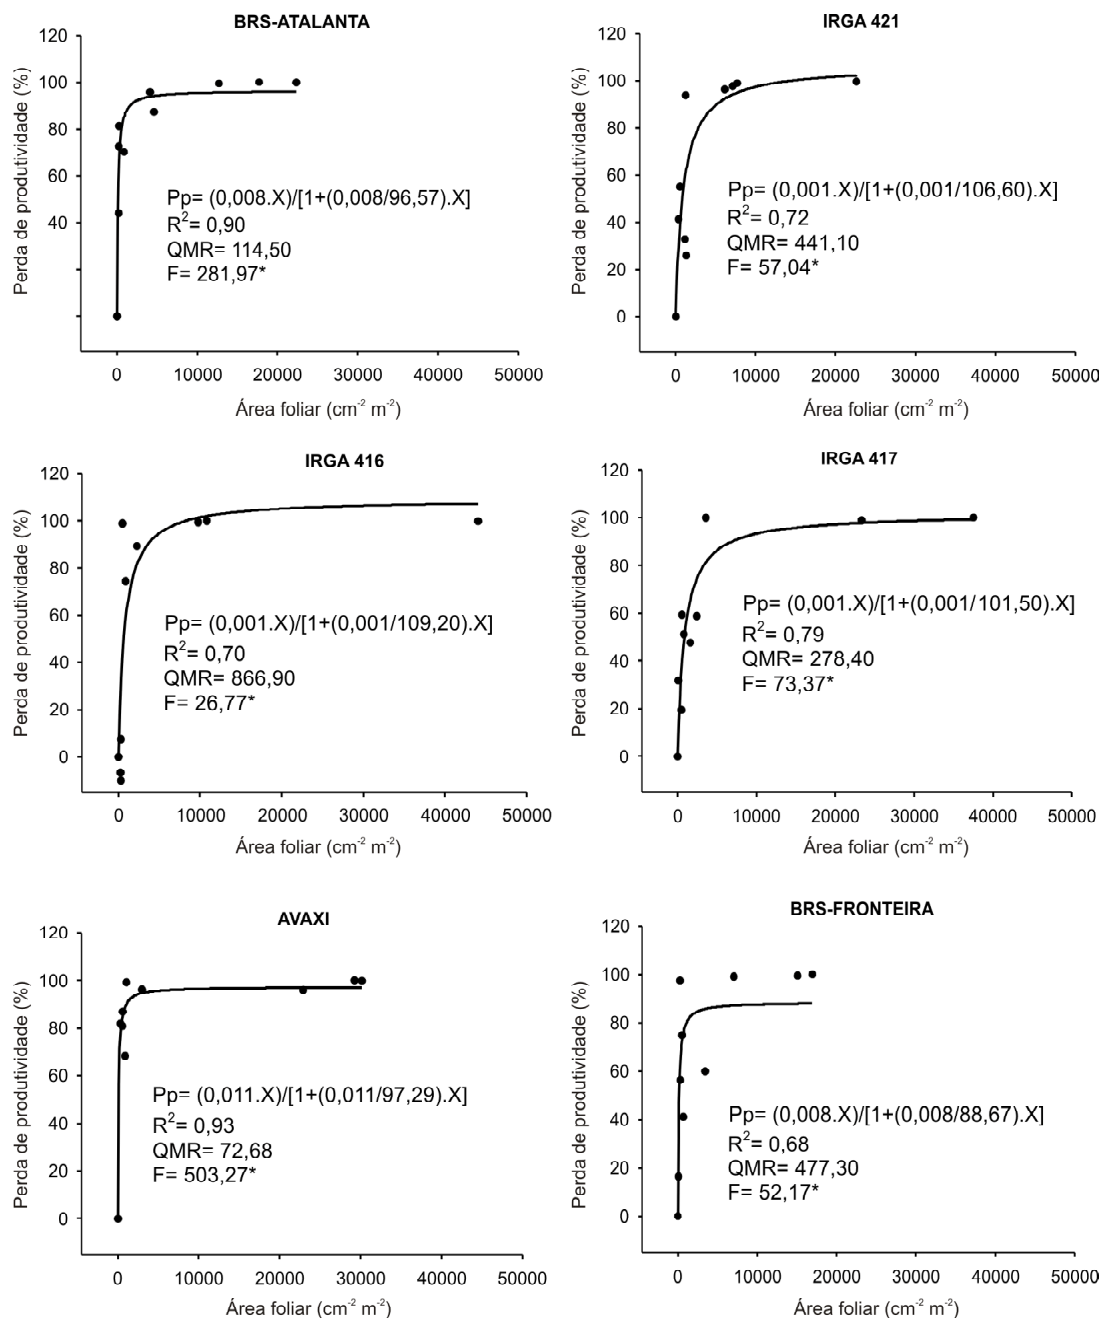 BRS-ATALANTA
120
100
80
60
40
Perda de produtividade (%)
Pp= (0,008.X)/[1+(0,008/96,57).X]
R²= 0,90
QMR= 114,50
F= 281,97*
0 10000 20000 30000 40000 50000
Área foliar (cm⁻² m⁻²)
IRGA 421
120
100
80
60
40
20
0
Perda de produtividade (%)
Pp= (0,001.X)/[1+(0,001/106,60).X]
R²= 0,72
QMR= 441,10
F= 57,04*
0 10000 20000 30000 40000 50000
Área foliar (cm⁻² m⁻²)
IRGA 416
120
100
80
60
40
20
0
Perda de produtividade (%)
Pp= (0,001.X)/[1+(0,001/109,20).X]
R²= 0,70
QMR= 866,90
F= 26,77*
0 10000 20000 30000 40000 50000
Área foliar (cm⁻² m⁻²)
IRGA 417
120
100
80
60
40
20
0
Perda de produtividade (%)
Pp= (0,001.X)/[1+(0,001/101,50).X]
R²= 0,79
QMR= 278,40
F= 73,37*
0 10000 20000 30000 40000 50000
Área foliar (cm⁻² m⁻²)
AVAXI
120
100
80
60
40
20
0
Perda de produtividade (%)
Pp= (0,011.X)/[1+(0,011/97,29).X]
R²= 0,93
QMR= 72,68
F= 503,27*
0 10000 20000 30000 40000 50000
Área foliar (cm⁻² m⁻²)
BRS-FRONTEIRA
120
100
80
60
40
20
0
Perda de produtividade (%)
Pp= (0,008.X)/[1+(0,008/88,67).X]
R²= 0,68
QMR= 477,30
F= 52,17*
0 10000 20000 30000 40000 50000
Área foliar (cm⁻² m⁻²)